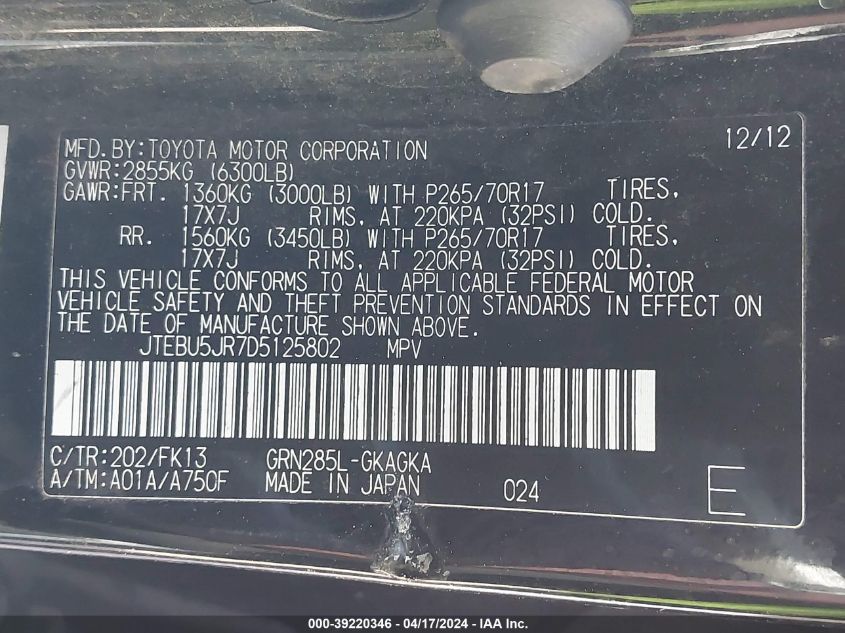 MFD. BY: TOYOTA MOTOR CORPORATION 12/12
GVWR: 2855KG (6300LB)
GAWR: FRT. 1360KG (3000LB) WITH P265/70R17 TIRES,
17X7J RIMS, AT 220KPA (32PSI) COLD.
RR. 1560KG (3450LB) WITH P265/70R17 TIRES,
17X7J RIMS, AT 220KPA (32PSI) COLD.
THIS VEHICLE CONFORMS TO ALL APPLICABLE FEDERAL MOTOR
VEHICLE SAFETY AND THEFT PREVENTION STANDARDS IN EFFECT ON
THE DATE OF MANUFACTURE SHOWN ABOVE.
JTEBU5JR7D5125802 MPV
C/TR: 202/FK13 GRN285L-GKAGKA
A/TM: A01A/A750F MADE IN JAPAN 024 E
000-39220346 - 04/17/2024 - IAA Inc.